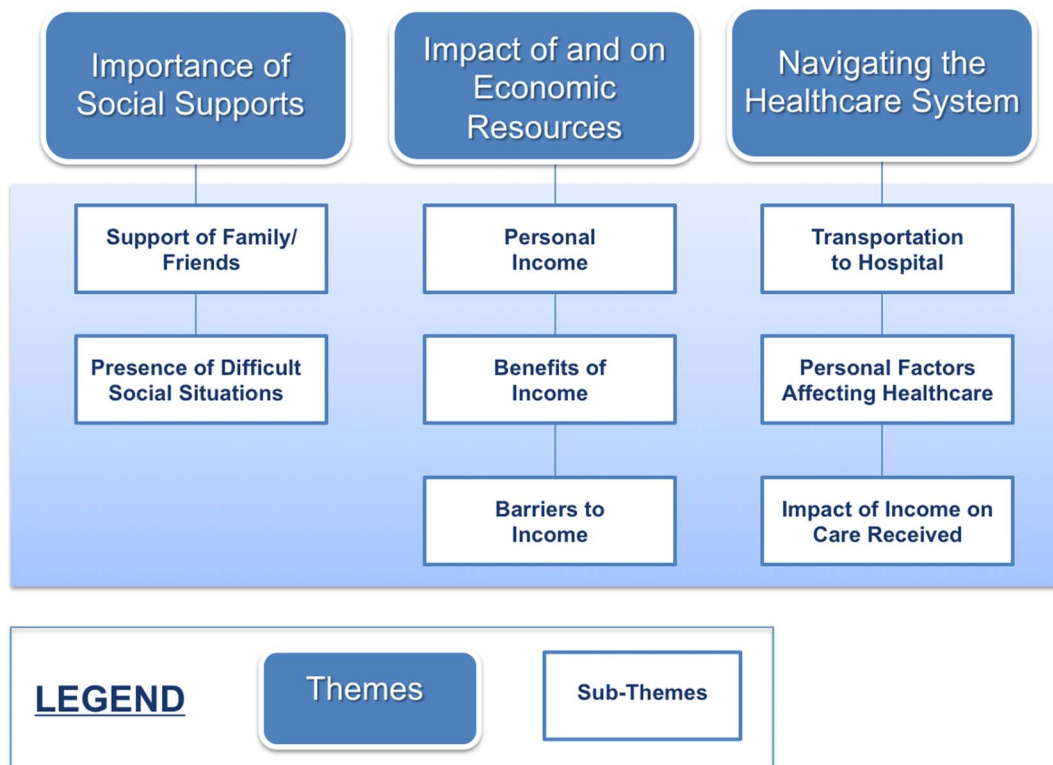 Importance of
Social Supports
Impact of and on
Economic
Resources
Navigating the
Healthcare System
Support of Family/
Friends
Personal
Income
Transportation
to Hospital
Presence of Difficult
Social Situations
Benefits of
Income
Personal Factors
Affecting Healthcare
Barriers to
Income
Impact of Income on
Care Received
LEGEND
Themes
Sub-Themes